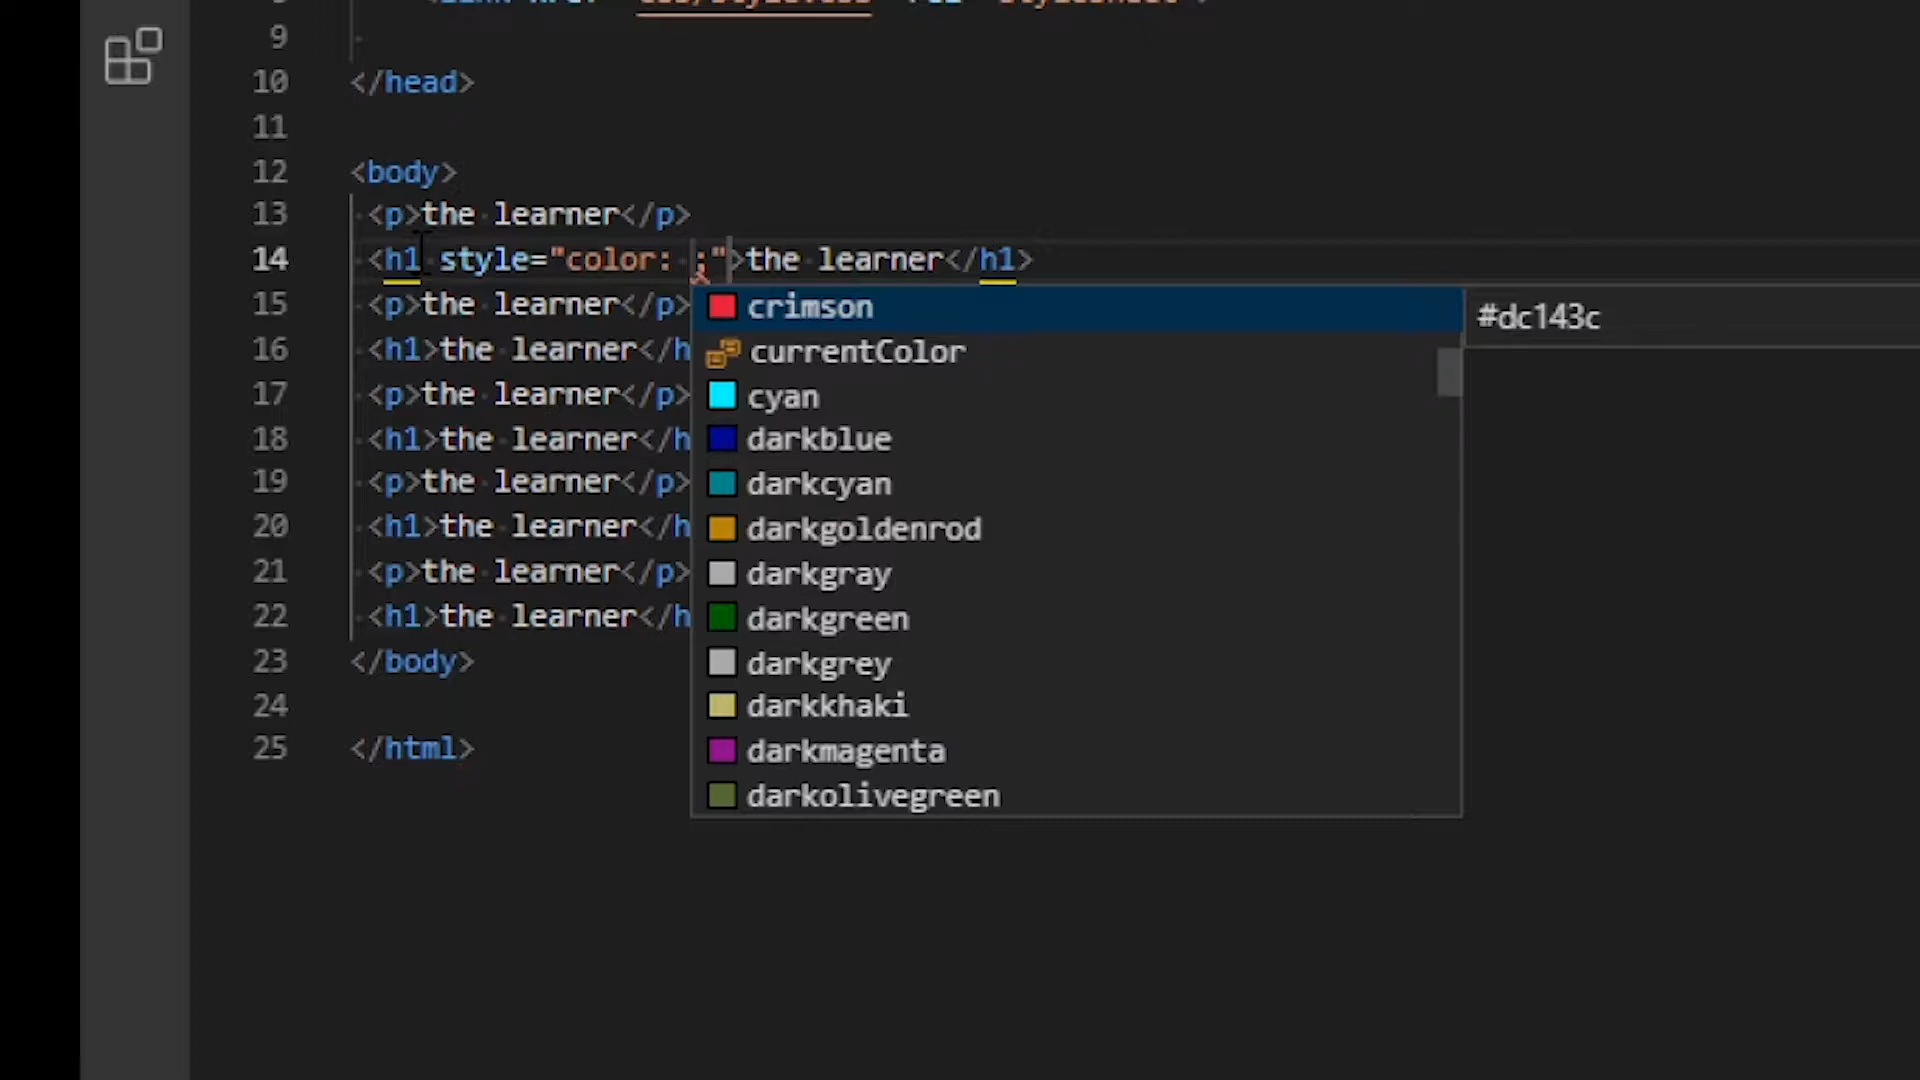 9
10 </head>
11
12 <body>
13 <p>the learner</p>
14 <h1 style="color: ;">the learner</h1>
15 <p>the learner</p>
16 <h1>the learner</h
17 <p>the learner</p>
18 <h1>the learner</h
19 <p>the learner</p>
20 <h1>the learner</h
21 <p>the learner</p>
22 <h1>the learner</h
23 </body>
24
25 </html>
crimson
#dc143c
currentColor
cyan
darkblue
darkcyan
darkgoldenrod
darkgray
darkgreen
darkgrey
darkkhaki
darkmagenta
darkolivegreen